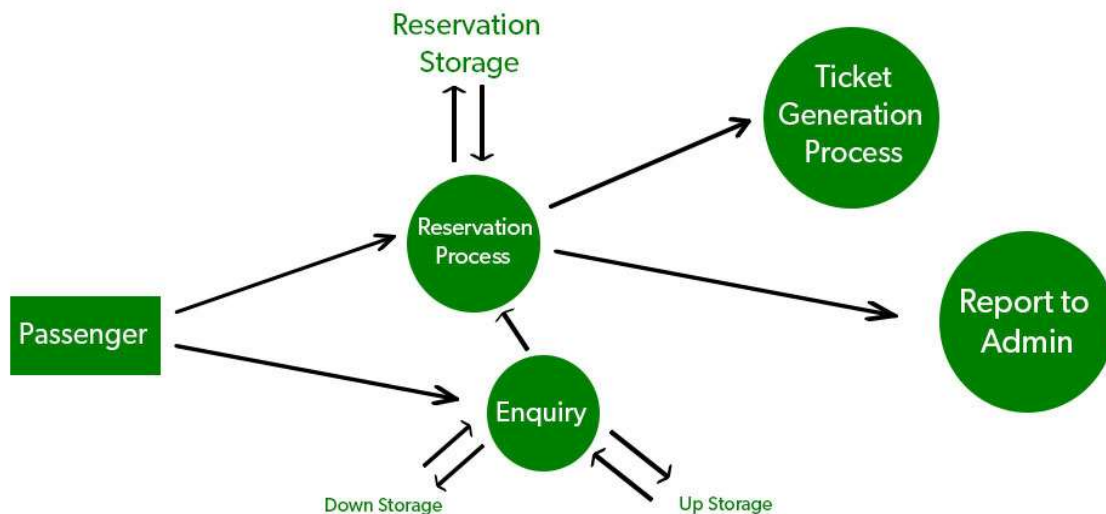 Reservation
Storage
Ticket
Generation
Process
Reservation
Process
Passenger
Report to
Admin
Enquiry
Down Storage
Up Storage